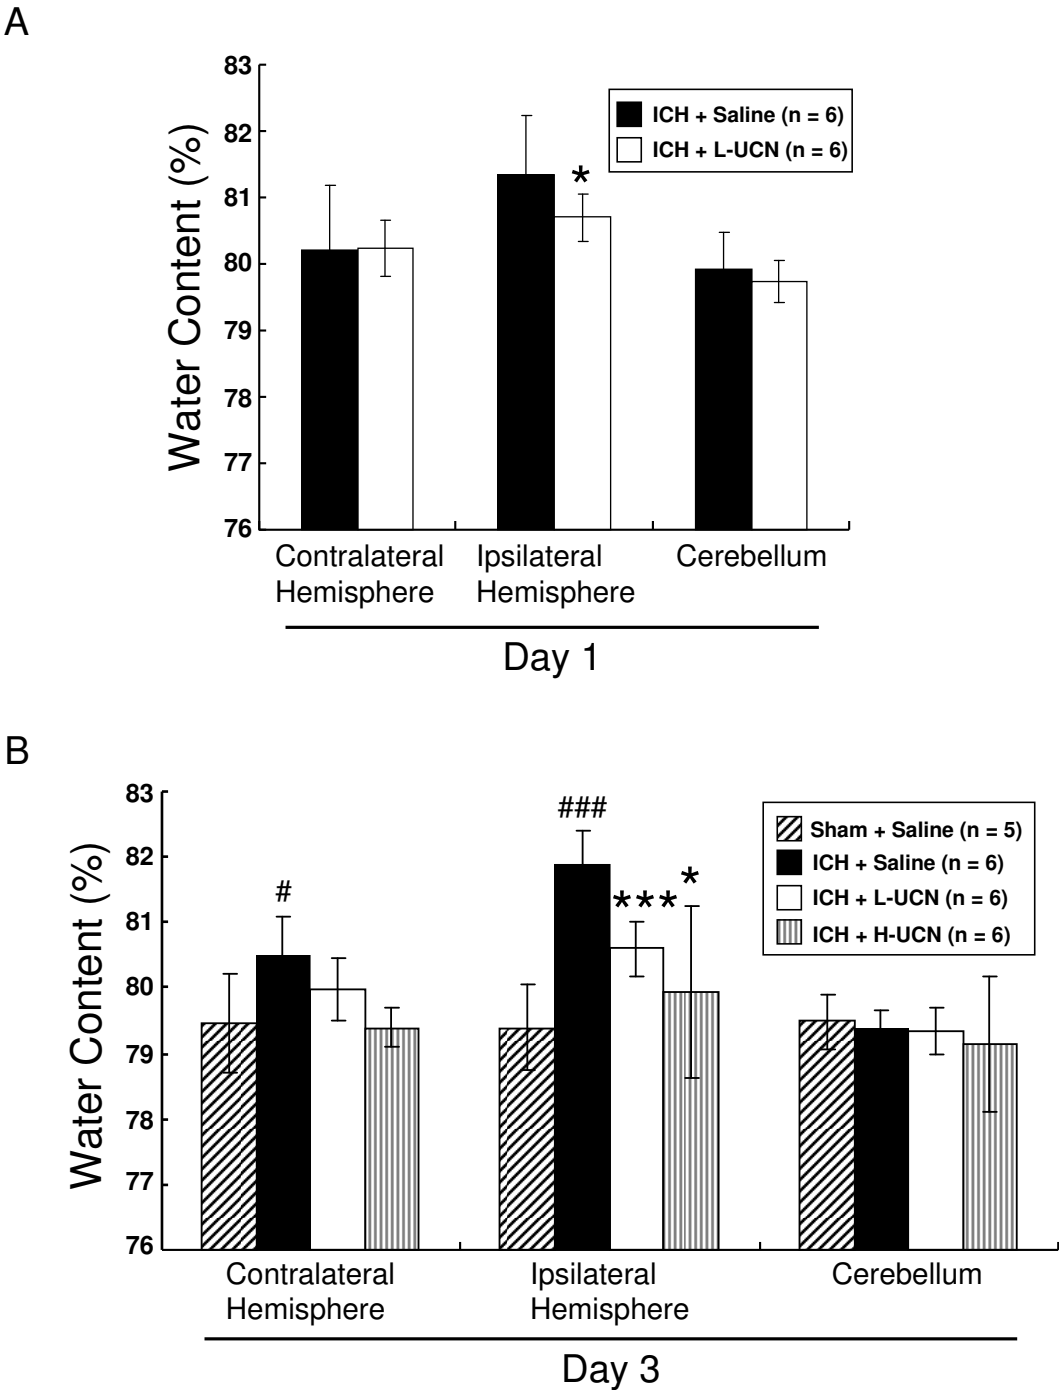 A
83
82
81
80
79
78
77
76
Water Content (%)
ICH + Saline (n = 6)
ICH + L-UCN (n = 6)
*
Contralateral
Hemisphere
Ipsilateral
Hemisphere
Cerebellum
Day 1
B
83
82
81
80
79
78
77
76
Water Content (%)
Sham + Saline (n = 5)
ICH + Saline (n = 6)
ICH + L-UCN (n = 6)
ICH + H-UCN (n = 6)
#
###
***
*
Contralateral
Hemisphere
Ipsilateral
Hemisphere
Cerebellum
Day 3